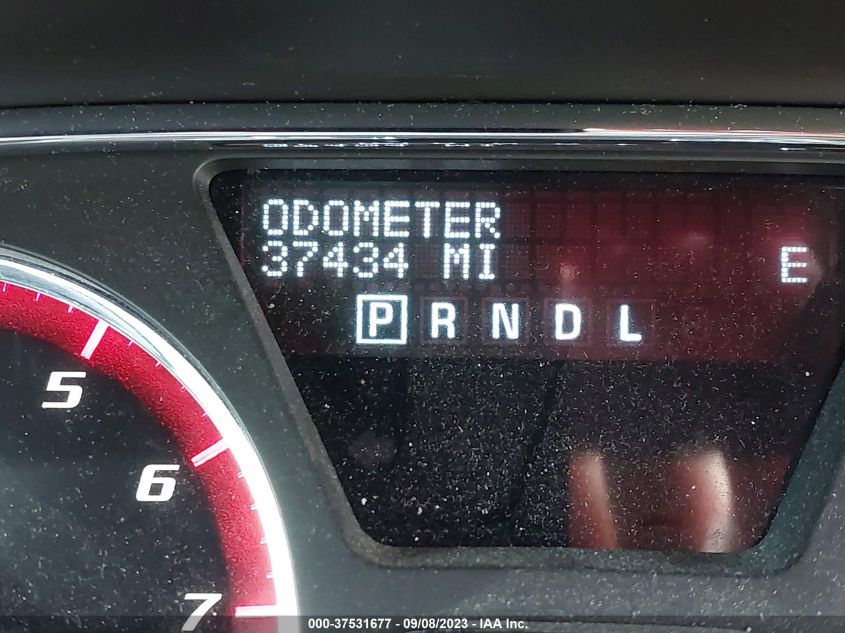 ODOMETER
37434 MI E
P R N D L
5
6
7
000-37531677 - 09/08/2023 - IAA Inc.